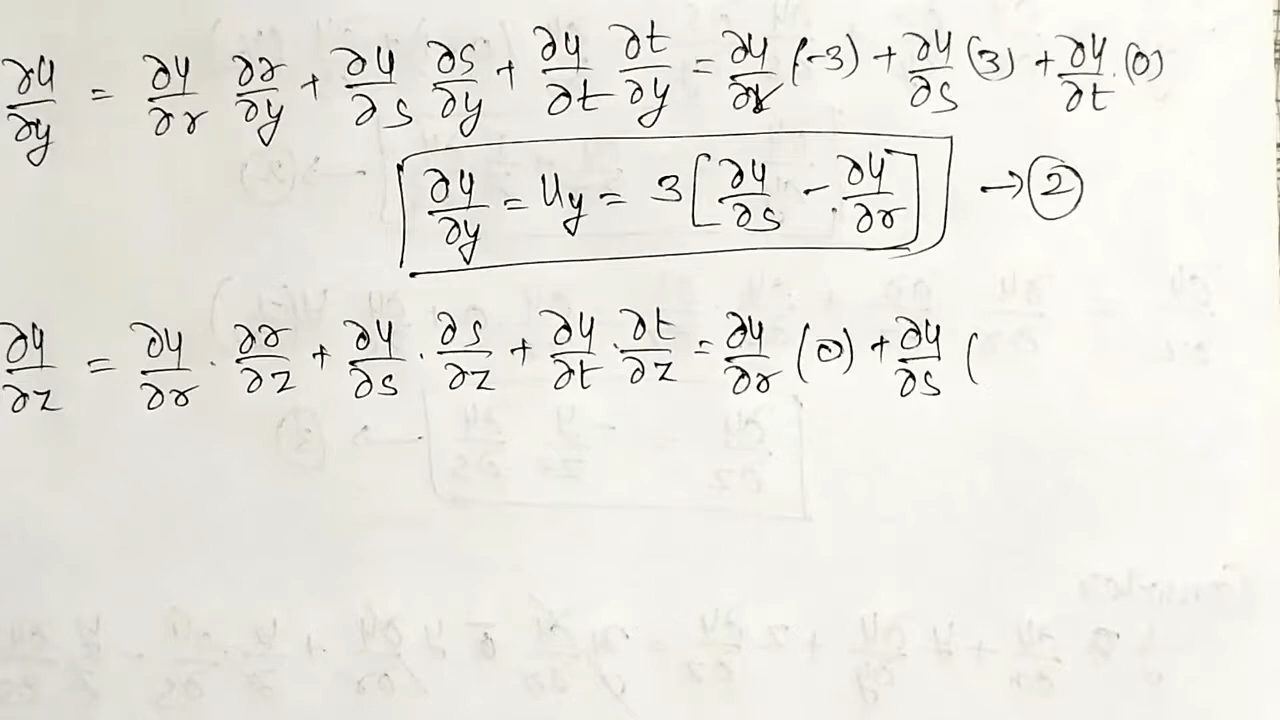 ∂u/∂y = ∂u/∂r ∂r/∂y + ∂u/∂s ∂s/∂y + ∂u/∂t ∂t/∂y = ∂u/∂r (-3) + ∂u/∂s (3) + ∂u/∂t · (0)
∂u/∂y = u_y = 3 [∂u/∂s - ∂u/∂r] → ②
∂u/∂z = ∂u/∂r · ∂r/∂z + ∂u/∂s · ∂s/∂z + ∂u/∂t · ∂t/∂z = ∂u/∂r (0) + ∂u/∂s (